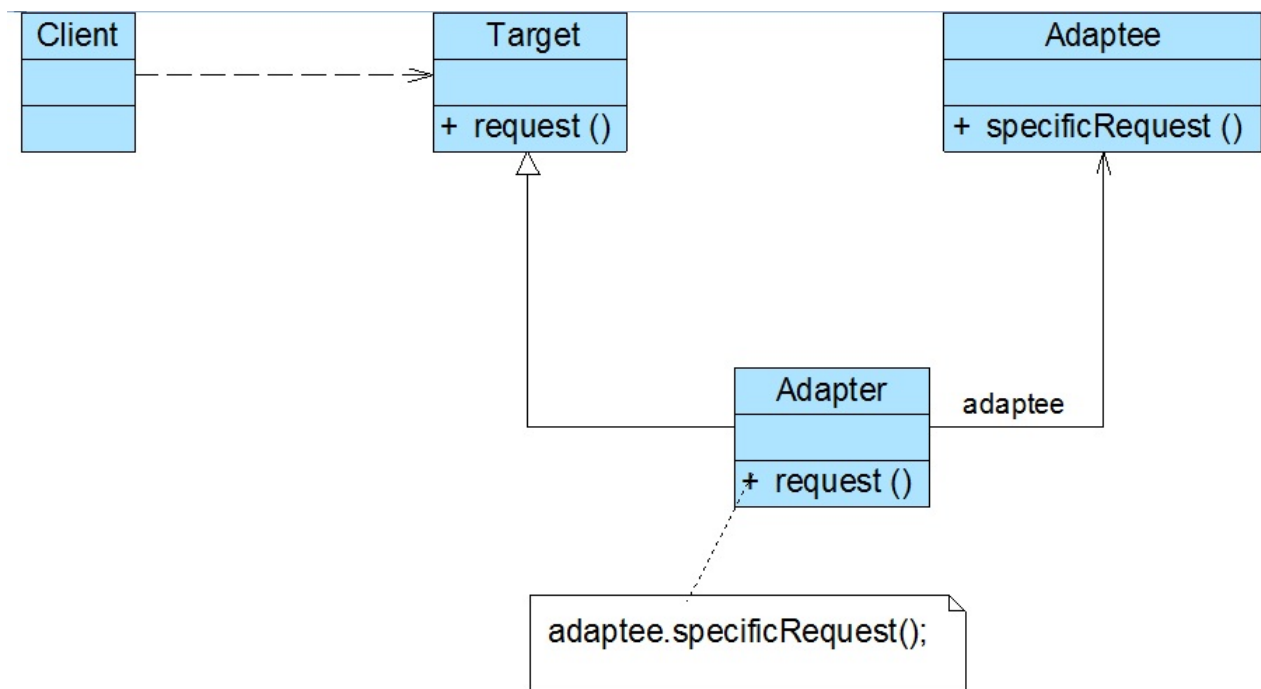 Client
Target
+ request ()
Adaptee
+ specificRequest ()
Adapter
+ request ()
adaptee
adaptee.specificRequest();